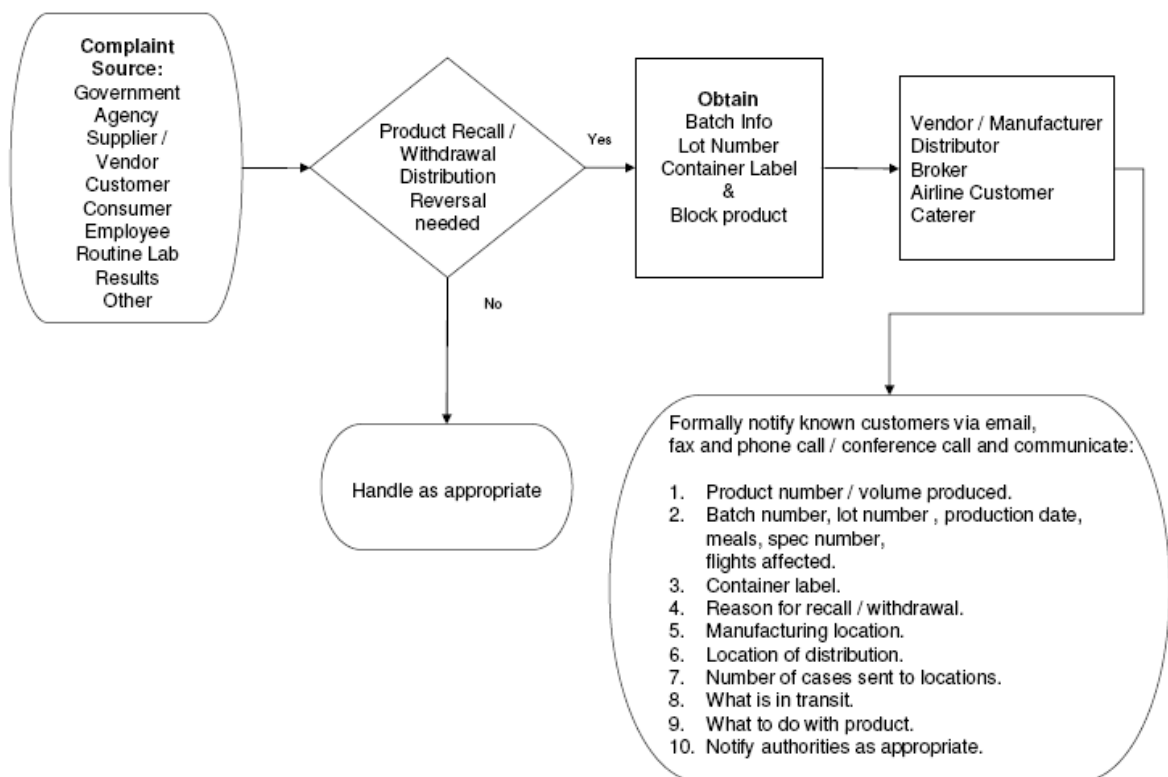 Complaint
Source:
Government
Agency
Supplier /
Vendor
Customer
Consumer
Employee
Routine Lab
Results
Other
Product Recall /
Withdrawal
Distribution
Reversal
needed
Yes
No
Obtain
Batch Info
Lot Number
Container Label
&
Block product
Vendor / Manufacturer
Distributor
Broker
Airline Customer
Caterer
Handle as appropriate
Formally notify known customers via email,
fax and phone call / conference call and communicate:
1. Product number / volume produced.
2. Batch number, lot number , production date,
meals, spec number,
flights affected.
3. Container label.
4. Reason for recall / withdrawal.
5. Manufacturing location.
6. Location of distribution.
7. Number of cases sent to locations.
8. What is in transit.
9. What to do with product.
10. Notify authorities as appropriate.